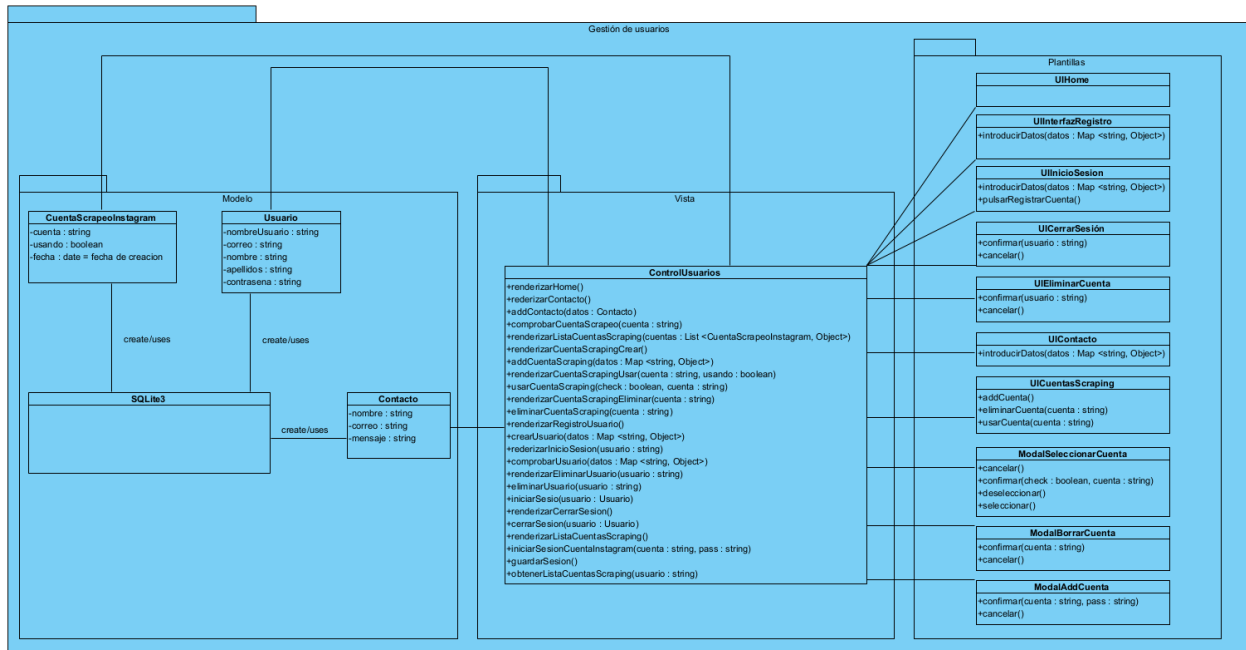 Gestión de usuarios
Modelo
CuentaScrapeoInstagram
-cuenta : string
-usando : boolean
-fecha : date = fecha de creacion
Usuario
-nombreUsuario : string
-correo : string
-nombre : string
-apellidos : string
-contrasena : string
create/uses
create/uses
SQLite3
create/uses
Contacto
-nombre : string
-correo : string
-mensaje : string
Vista
ControlUsuarios
+renderizarHome()
+rederizarContacto()
+addContacto(datos : Contacto)
+comprobarCuentaScrapeo(cuenta : string)
+renderizarListaCuentasScraping(cuentas : List <CuentaScrapeoInstagram, Object>)
+renderizarCuentaScrapingCrear()
+addCuentaScraping(datos : Map <string, Object>)
+renderizarCuentaScrapingUsar(cuenta : string, usando : boolean)
+usarCuentaScraping(check : boolean, cuenta : string)
+renderizarCuentaScrapingEliminar(cuenta : string)
+eliminarCuentaScraping(cuenta : string)
+renderizarRegistroUsuario()
+crearUsuario(datos : Map <string, Object>)
+rederizarInicioSesion(usuario : string)
+comprobarUsuario(datos : Map <string, Object>)
+renderizarEliminarUsuario(usuario : string)
+eliminarUsuario(usuario : string)
+iniciarSesio(usuario : Usuario)
+renderizarCerrarSesion()
+cerrarSesion(usuario : Usuario)
+renderizarListaCuentasScraping()
+iniciarSesionCuentaInstagram(cuenta : string, pass : string)
+guardarSesion()
+obtenerListaCuentasScraping(usuario : string)
Plantillas
UIHome
UIInterfazRegistro
+introducirDatos(datos : Map <string, Object>)
UIInicioSesion
+introducirDatos(datos : Map <string, Object>)
+pulsarRegistrarCuenta()
UICerrarSesión
+confirmar(usuario : string)
+cancelar()
UIEliminarCuenta
+confirmar(usuario : string)
+cancelar()
UIContacto
+introducirDatos(datos : Map <string, Object>)
UICuentasScraping
+addCuenta()
+eliminarCuenta(cuenta : string)
+usarCuenta(cuenta : string)
ModalSeleccionarCuenta
+cancelar()
+confirmar(check : boolean, cuenta : string)
+deseleccionar()
+seleccionar()
ModalBorrarCuenta
+confirmar(cuenta : string)
+cancelar()
ModalAddCuenta
+confirmar(cuenta : string, pass : string)
+cancelar()